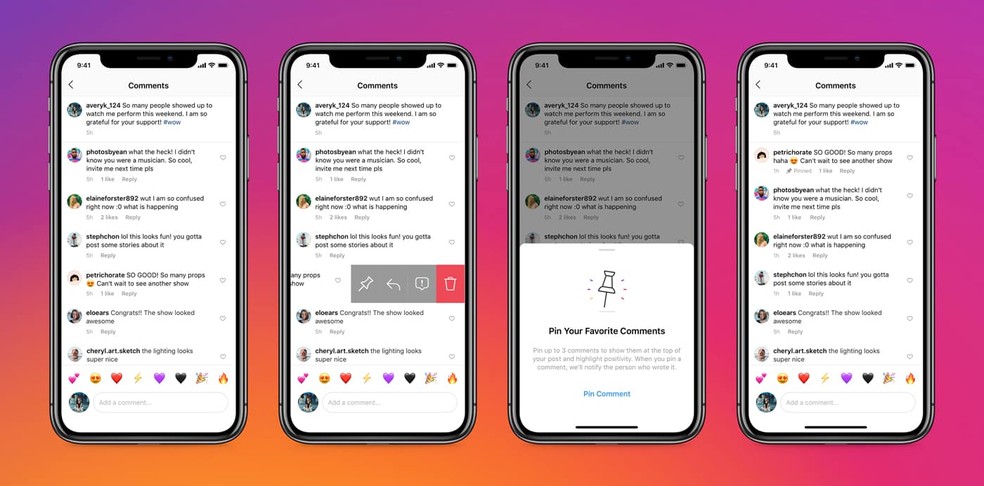 9:41
Comments
averyk_124 So many people showed up to
watch me perform this weekend. I am so
grateful for your support! #wow
5h
photosbyean what the heck! I didn't
know you were a musician. So cool,
invite me next time pls
5h 1 like Reply
elaineforster892 wut I am so confused
right now :0 what is happening
5h 2 likes Reply
stephchon lol this looks fun! you gotta
post some stories about it
5h Reply
petrichorate SO GOOD! So many props
😍 Can't wait to see another show
5h 1 like Reply
eloears Congrats!! The show looked
awesome
5h Reply
cheryl.art.sketch the lighting looks
super nice
💕 😍 ❤️ ⚡ 💜 🖤 🎉 🔥
Add a comment...
9:41
Comments
averyk_124 So many people showed up to
watch me perform this weekend. I am so
grateful for your support! #wow
5h
photosbyean what the heck! I didn't
know you were a musician. So cool,
invite me next time pls
5h 1 like Reply
elaineforster892 wut I am so confused
right now :0 what is happening
5h 2 likes Reply
stephchon lol this looks fun! you gotta
post some stories about it
5h Reply
any props
show
eloears Congrats!! The show looked
awesome
5h Reply
cheryl.art.sketch the lighting looks
super nice
💕 😍 ❤️ ⚡ 💜 🖤 🎉 🔥
Add a comment...
9:41
Comments
averyk_124 So many people showed up to
watch me perform this weekend. I am so
grateful for your support! #wow
5h
photosbyean what the heck! I didn't
know you were a musician. So cool,
invite me next time pls
5h 1 like Reply
elaineforster892 wut I am so confused
right now :0 what is happening
5h 2 likes Reply
stephchon lol this looks fun! you gotta
Pin Your Favorite Comments
Pin up to 3 comments to show them at the top of
your post and highlight positivity. When you pin a
comment, we'll notify the person who wrote it.
Pin Comment
9:41
Comments
averyk_124 So many people showed up to
watch me perform this weekend. I am so
grateful for your support! #wow
5h
petrichorate SO GOOD! So many props
haha 😍 Can't wait to see another show
1h 📌 Pinned 1 like Reply
photosbyean what the heck! I didn't
know you were a musician. So cool,
invite me next time pls
5h 1 like Reply
elaineforster892 wut I am so confused
right now :0 what is happening
1h 2 likes Reply
stephchon lol this looks fun! you gotta
post some stories about it
1h 1 like Reply
eloears Congrats!! The show looked
awesome
5h Reply
cheryl.art.sketch the lighting looks
super nice
💕 😍 ❤️ ⚡ 💜 🖤 🎉 🔥
Add a comment...